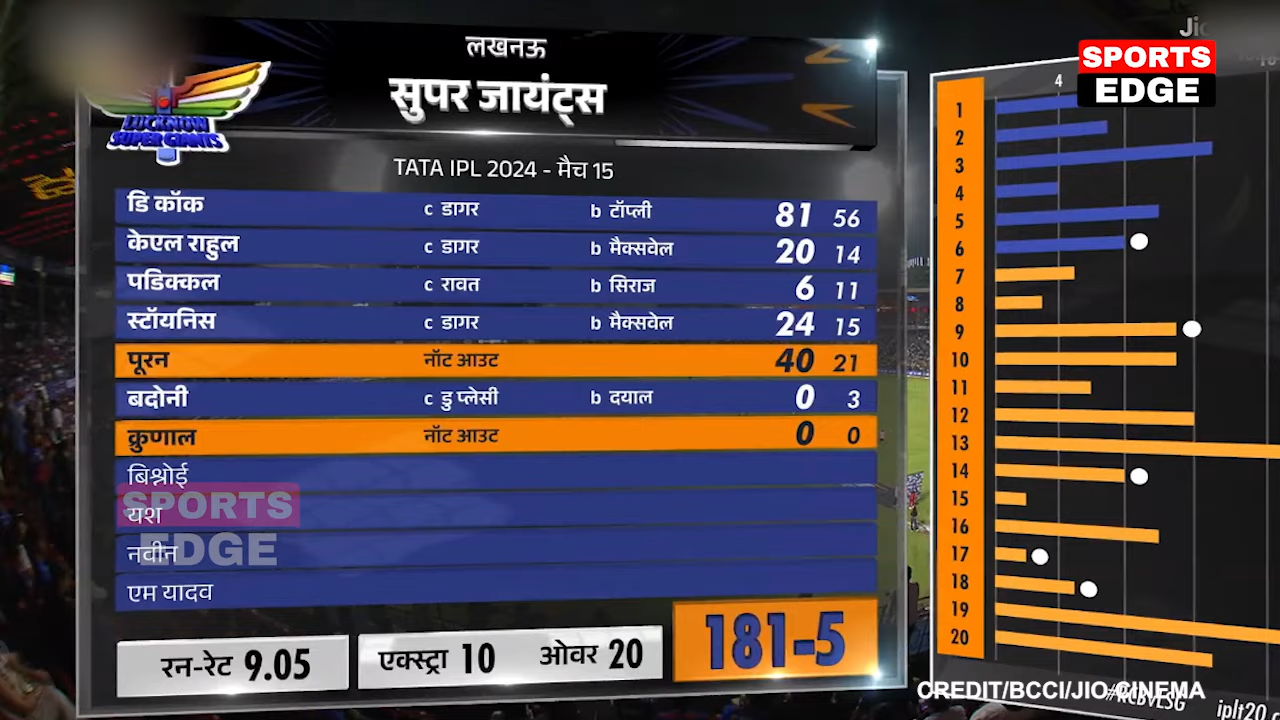 Jio
SPORTS
EDGE
लखनऊ
सुपर जायंट्स
LUCKNOW
SUPER GIANTS
TATA IPL 2024 - मैच 15
डि कॉक c डागर b टॉप्ली 81 56
केएल राहुल c डागर b मैक्सवेल 20 14
पडिक्कल c रावत b सिराज 6 11
स्टॉयनिस c डागर b मैक्सवेल 24 15
पूरन नॉट आउट 40 21
बदोनी c डु प्लेसी b दयाल 0 3
क्रुणाल नॉट आउट 0 0
बिश्नोई
यश
नवीन
एम यादव
SPORTS
EDGE
रन-रेट 9.05 एक्स्ट्रा 10 ओवर 20 181-5
4
1
2
3
4
5
6
7
8
9
10
11
12
13
14
15
16
17
18
19
20
CREDIT/BCCI/JIO CINEMA
#RCBVLSG